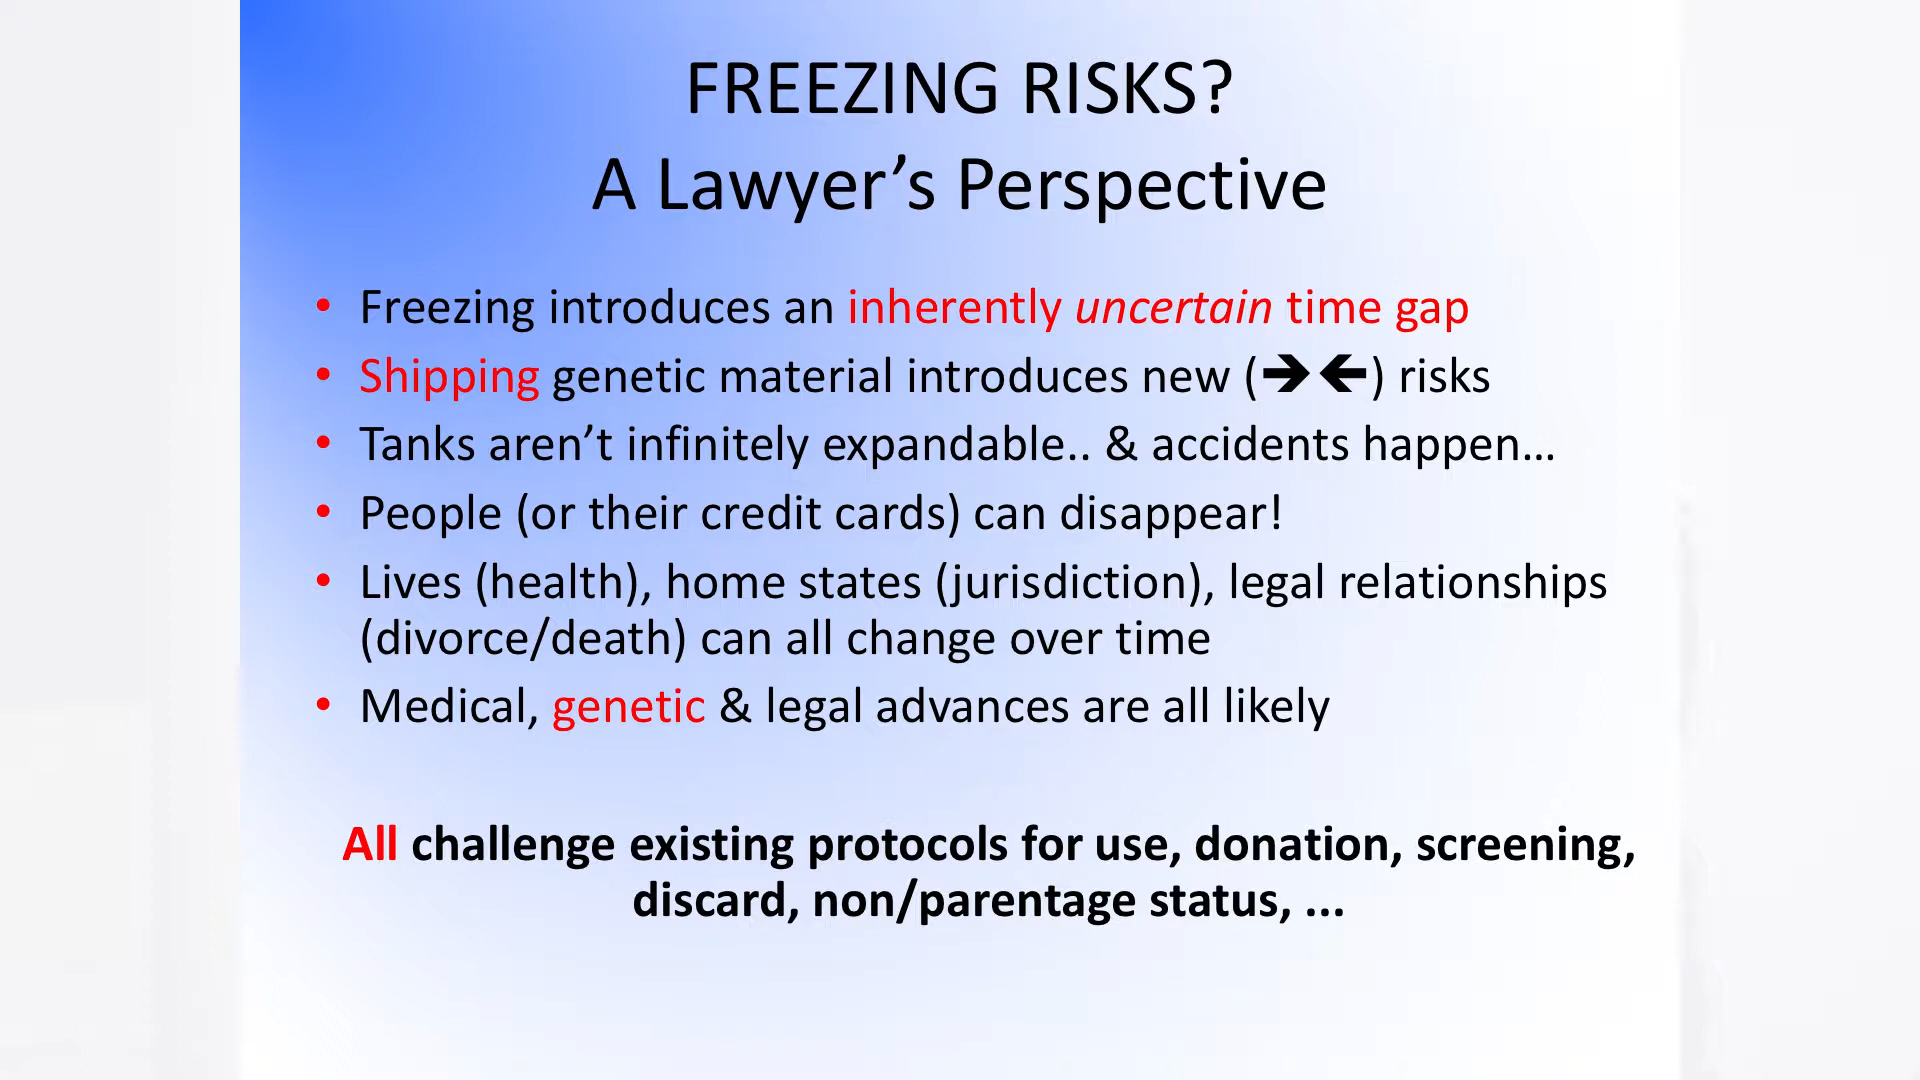 FREEZING RISKS?
A Lawyer’s Perspective
• Freezing introduces an inherently uncertain time gap
• Shipping genetic material introduces new (🡺🡸) risks
• Tanks aren’t infinitely expandable.. & accidents happen…
• People (or their credit cards) can disappear!
• Lives (health), home states (jurisdiction), legal relationships
(divorce/death) can all change over time
• Medical, genetic & legal advances are all likely
All challenge existing protocols for use, donation, screening,
discard, non/parentage status, ...